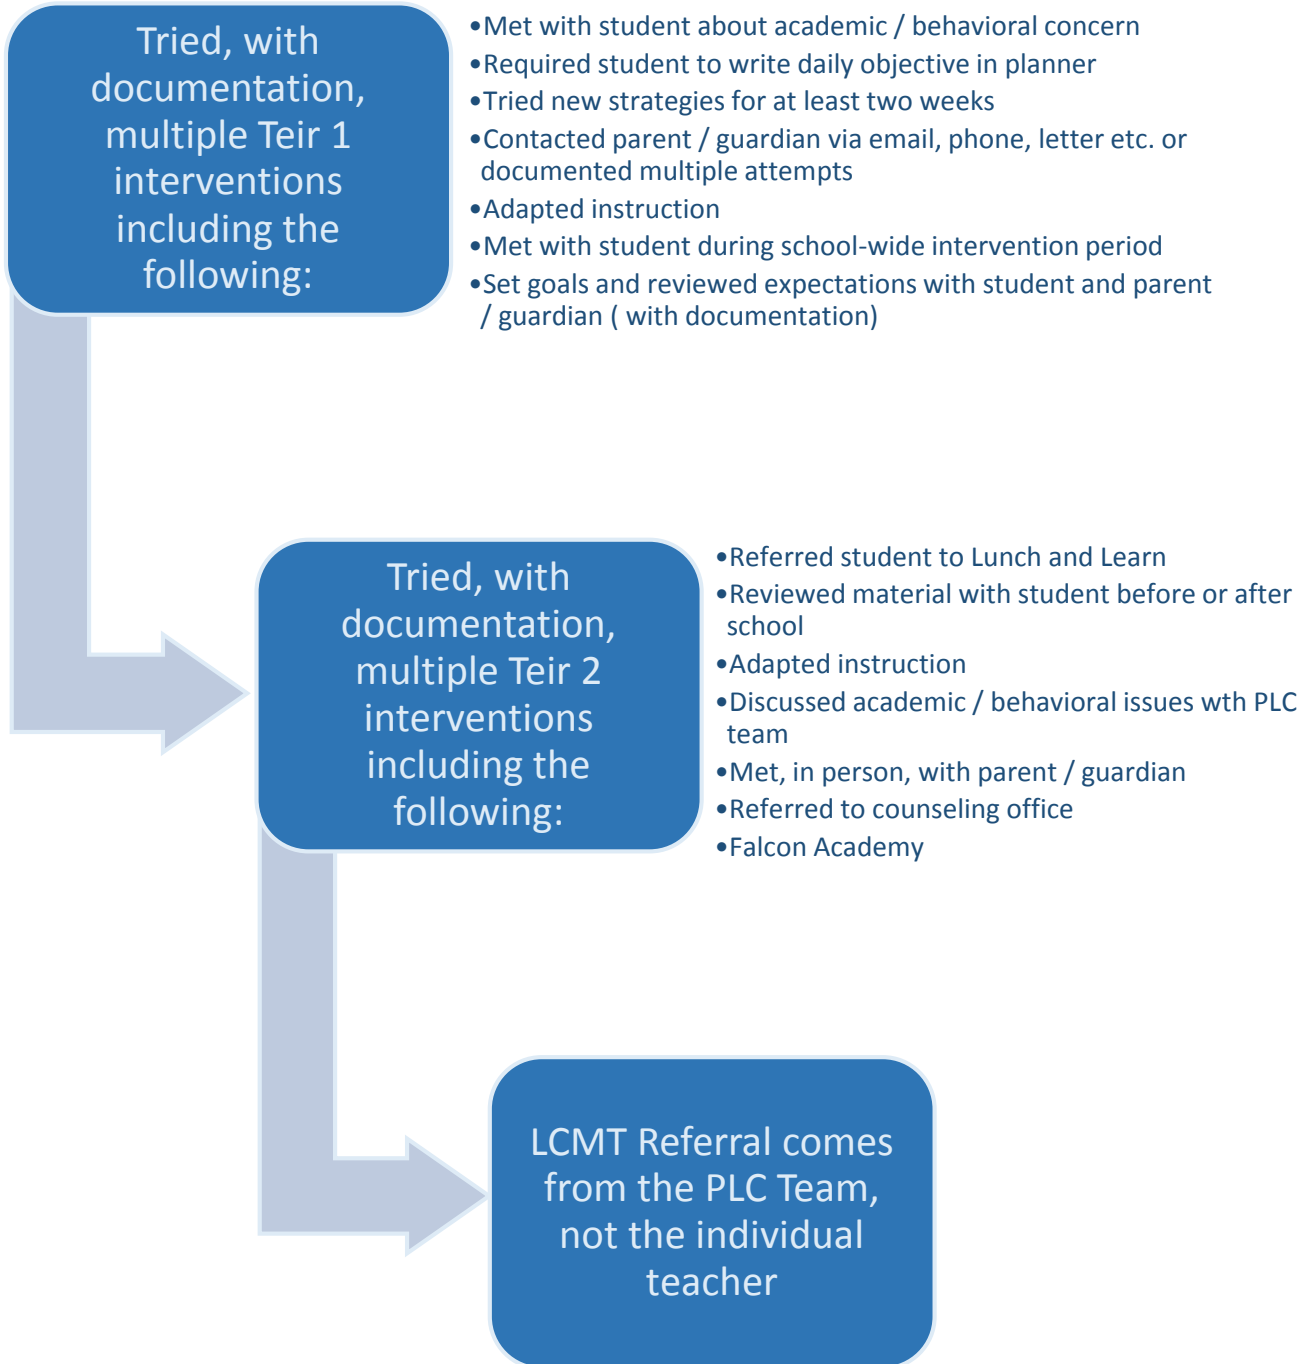 Tried, with
documentation,
multiple Teir 1
interventions
including the
following:
•Met with student about academic / behavioral concern
•Required student to write daily objective in planner
•Tried new strategies for at least two weeks
•Contacted parent / guardian via email, phone, letter etc. or
documented multiple attempts
•Adapted instruction
•Met with student during school-wide intervention period
•Set goals and reviewed expectations with student and parent
/ guardian ( with documentation)
Tried, with
documentation,
multiple Teir 2
interventions
including the
following:
•Referred student to Lunch and Learn
•Reviewed material with student before or after
school
•Adapted instruction
•Discussed academic / behavioral issues wth PLC
team
•Met, in person, with parent / guardian
•Referred to counseling office
•Falcon Academy
LCMT Referral comes
from the PLC Team,
not the individual
teacher